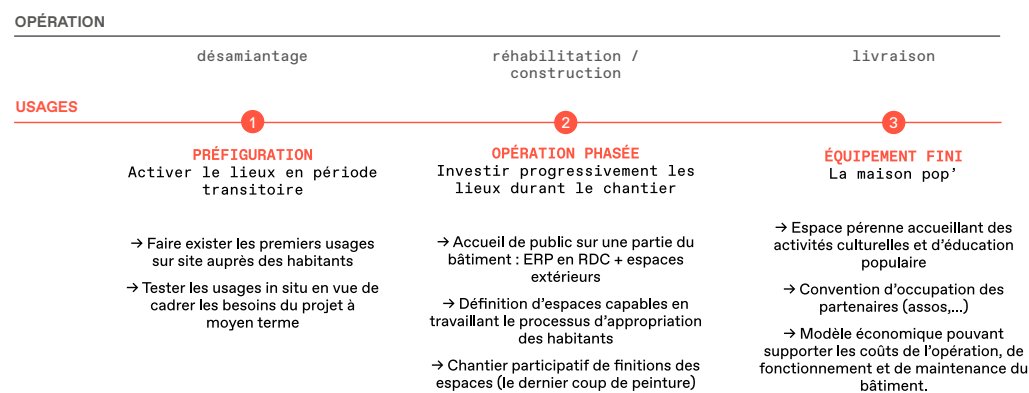 OPÉRATION
désamiantage
réhabilitation /
construction
livraison
USAGES
1
2
3
PRÉFIGURATION
Activer le lieux en période
transitoire
→ Faire exister les premiers usages
sur site auprès des habitants
→ Tester les usages in situ en vue de
cadrer les besoins du projet à
moyen terme
OPÉRATION PHASÉE
Investir progressivement les
lieux durant le chantier
→ Accueil de public sur une partie du
bâtiment : ERP en RDC + espaces
extérieurs
→ Définition d’espaces capables en
travaillant le processus d’appropriation
des habitants
→ Chantier participatif de finitions des
espaces (le dernier coup de peinture)
ÉQUIPEMENT FINI
La maison pop’
→ Espace pérenne accueillant des
activités culturelles et d’éducation
populaire
→ Convention d’occupation des
partenaires (assos,...)
→ Modèle économique pouvant
supporter les coûts de l’opération, de
fonctionnement et de maintenance du
bâtiment.